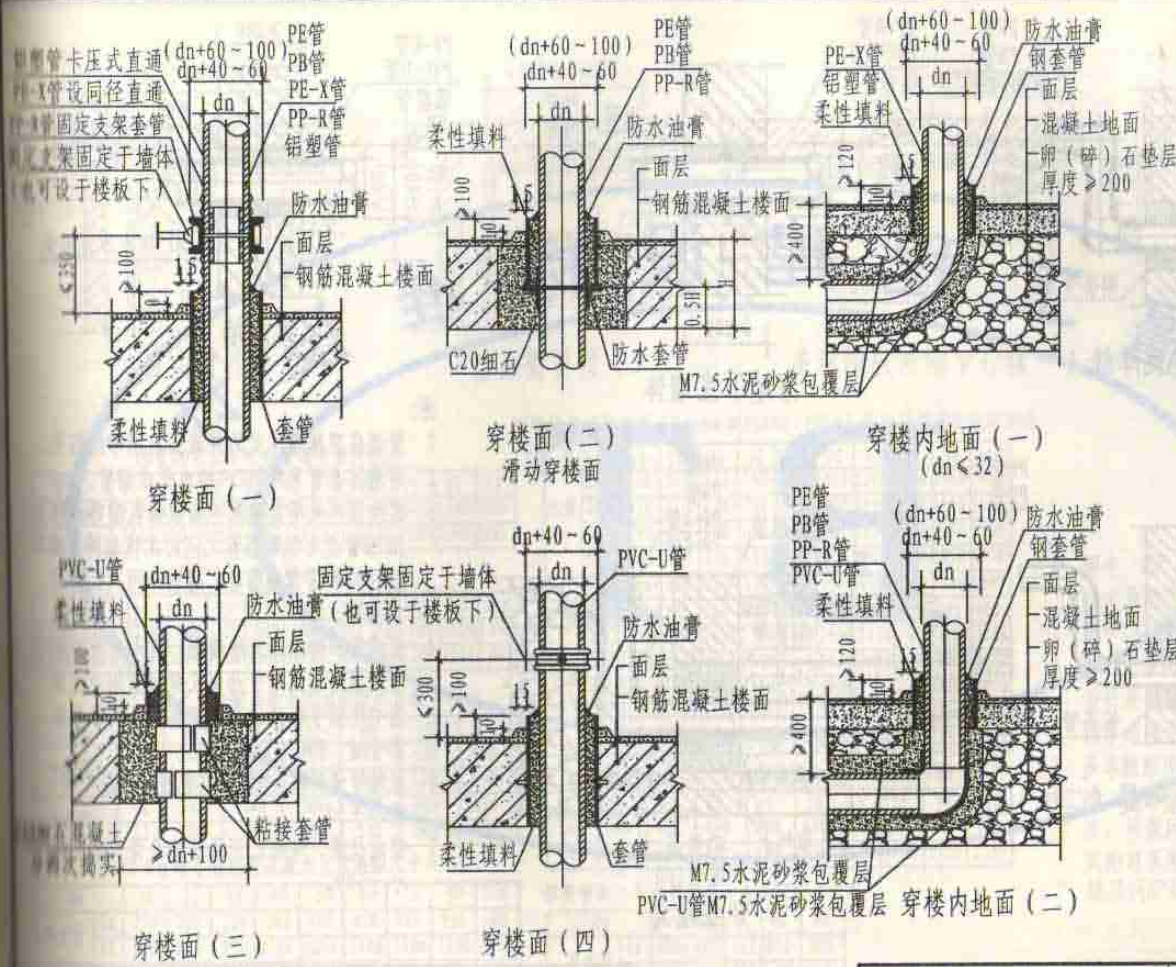 (dn+60~100)
dn+40~60
dn
塑管卡压式直通
-X管设同径直通
管固定支架套管
支架固定于墙体
也可设于楼板下)
PE管
PB管
PE-X管
PP-R管
铝塑管
防水油膏
面层
钢筋混凝土楼面
≥100
15
柔性填料
套管
穿楼面(一)
(dn+60~100)
dn+40~60
dn
PE管
PB管
PP-R管
柔性填料
防水油膏
面层
钢筋混凝土楼面
≥100
15
0.5H
H
C20细石
防水套管
穿楼面(二)
滑动穿楼面
(dn+60~100)
dn+40~60
dn
PE-X管
铝塑管
柔性填料
防水油膏
钢套管
面层
混凝土地面
卵(碎)石垫层
厚度≥200
≥120
15
≥400
M7.5水泥砂浆包覆层
穿楼内地面(一)
(dn≤32)
PVC-U管
dn+40~60
dn
柔性填料
防水油膏
面层
钢筋混凝土楼面
≥100
15
粘接套管
≥dn+100
穿楼面(三)
dn+40~60
dn
PVC-U管
固定支架固定于墙体
(也可设于楼板下)
防水油膏
面层
钢筋混凝土楼面
≤300
≥100
15
柔性填料
套管
穿楼面(四)
PE管
PB管
PP-R管
PVC-U管
柔性填料
(dn+60~100)
dn+40~60
dn
防水油膏
钢套管
面层
混凝土地面
卵(碎)石垫层
厚度≥200
≥120
15
≥400
M7.5水泥砂浆包覆层
PVC-U管M7.5水泥砂浆包覆层
穿楼内地面(二)